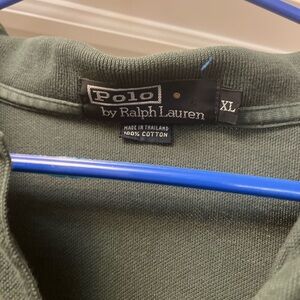 Polo
by Ralph Lauren
XL
MADE IN THAILAND
100% COTTON